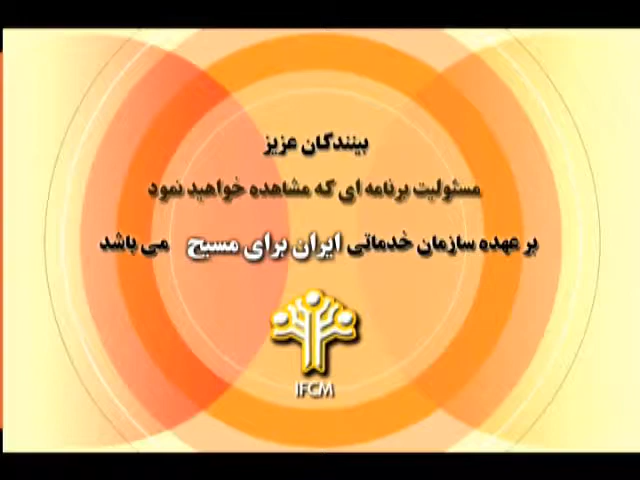 بینندگان عزیز
مسئولیت برنامه ای که مشاهده خواهید نمود
بر عهده سازمان خدماتی ایران برای مسیح می باشد
IFCM